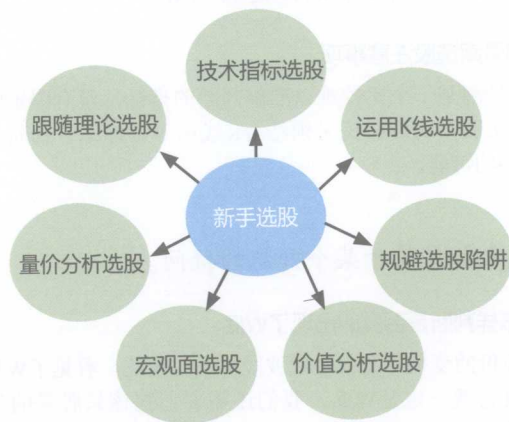 技术指标选股
跟随理论选股
运用K线选股
新手选股
量价分析选股
规避选股陷阱
宏观面选股
价值分析选股